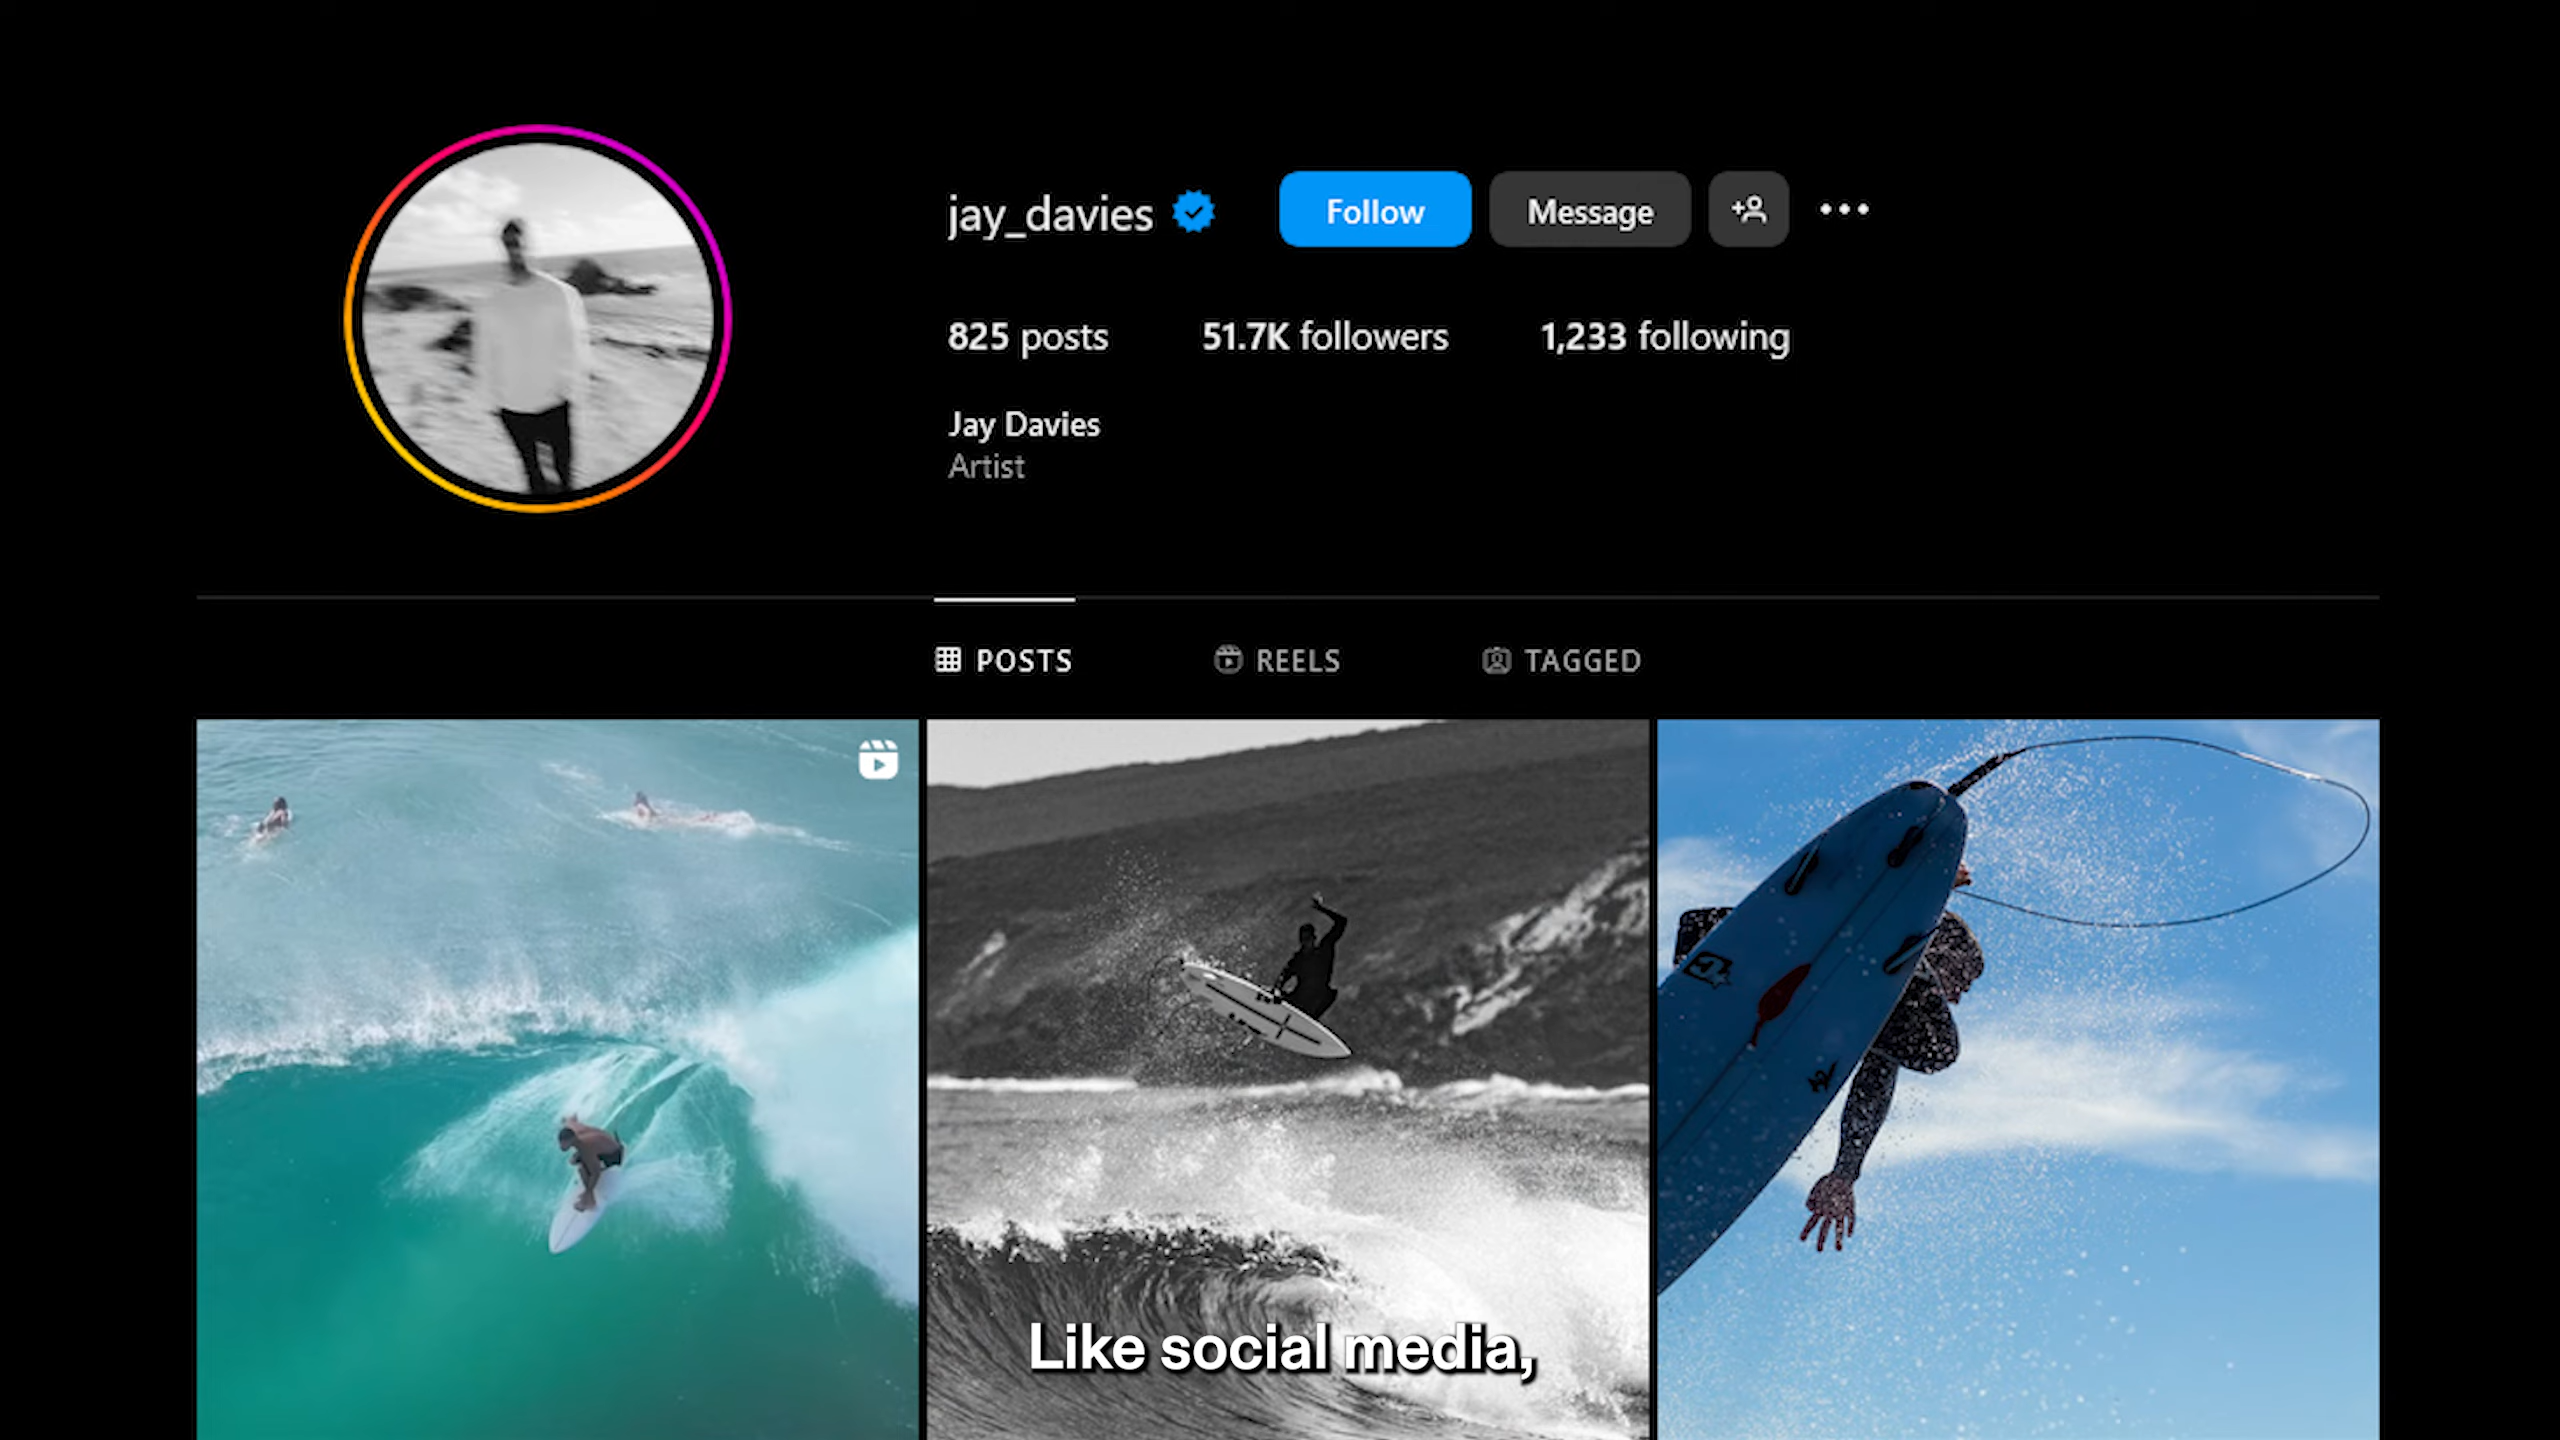 jay_davies
Follow
Message
825 posts
51.7K followers
1,233 following
Jay Davies
Artist
POSTS
REELS
TAGGED
Like social media,